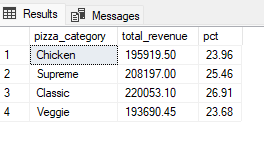 Results Messages
pizza_category total_revenue pct
1 Chicken 195919.50 23.96
2 Supreme 208197.00 25.46
3 Classic 220053.10 26.91
4 Veggie 193690.45 23.68